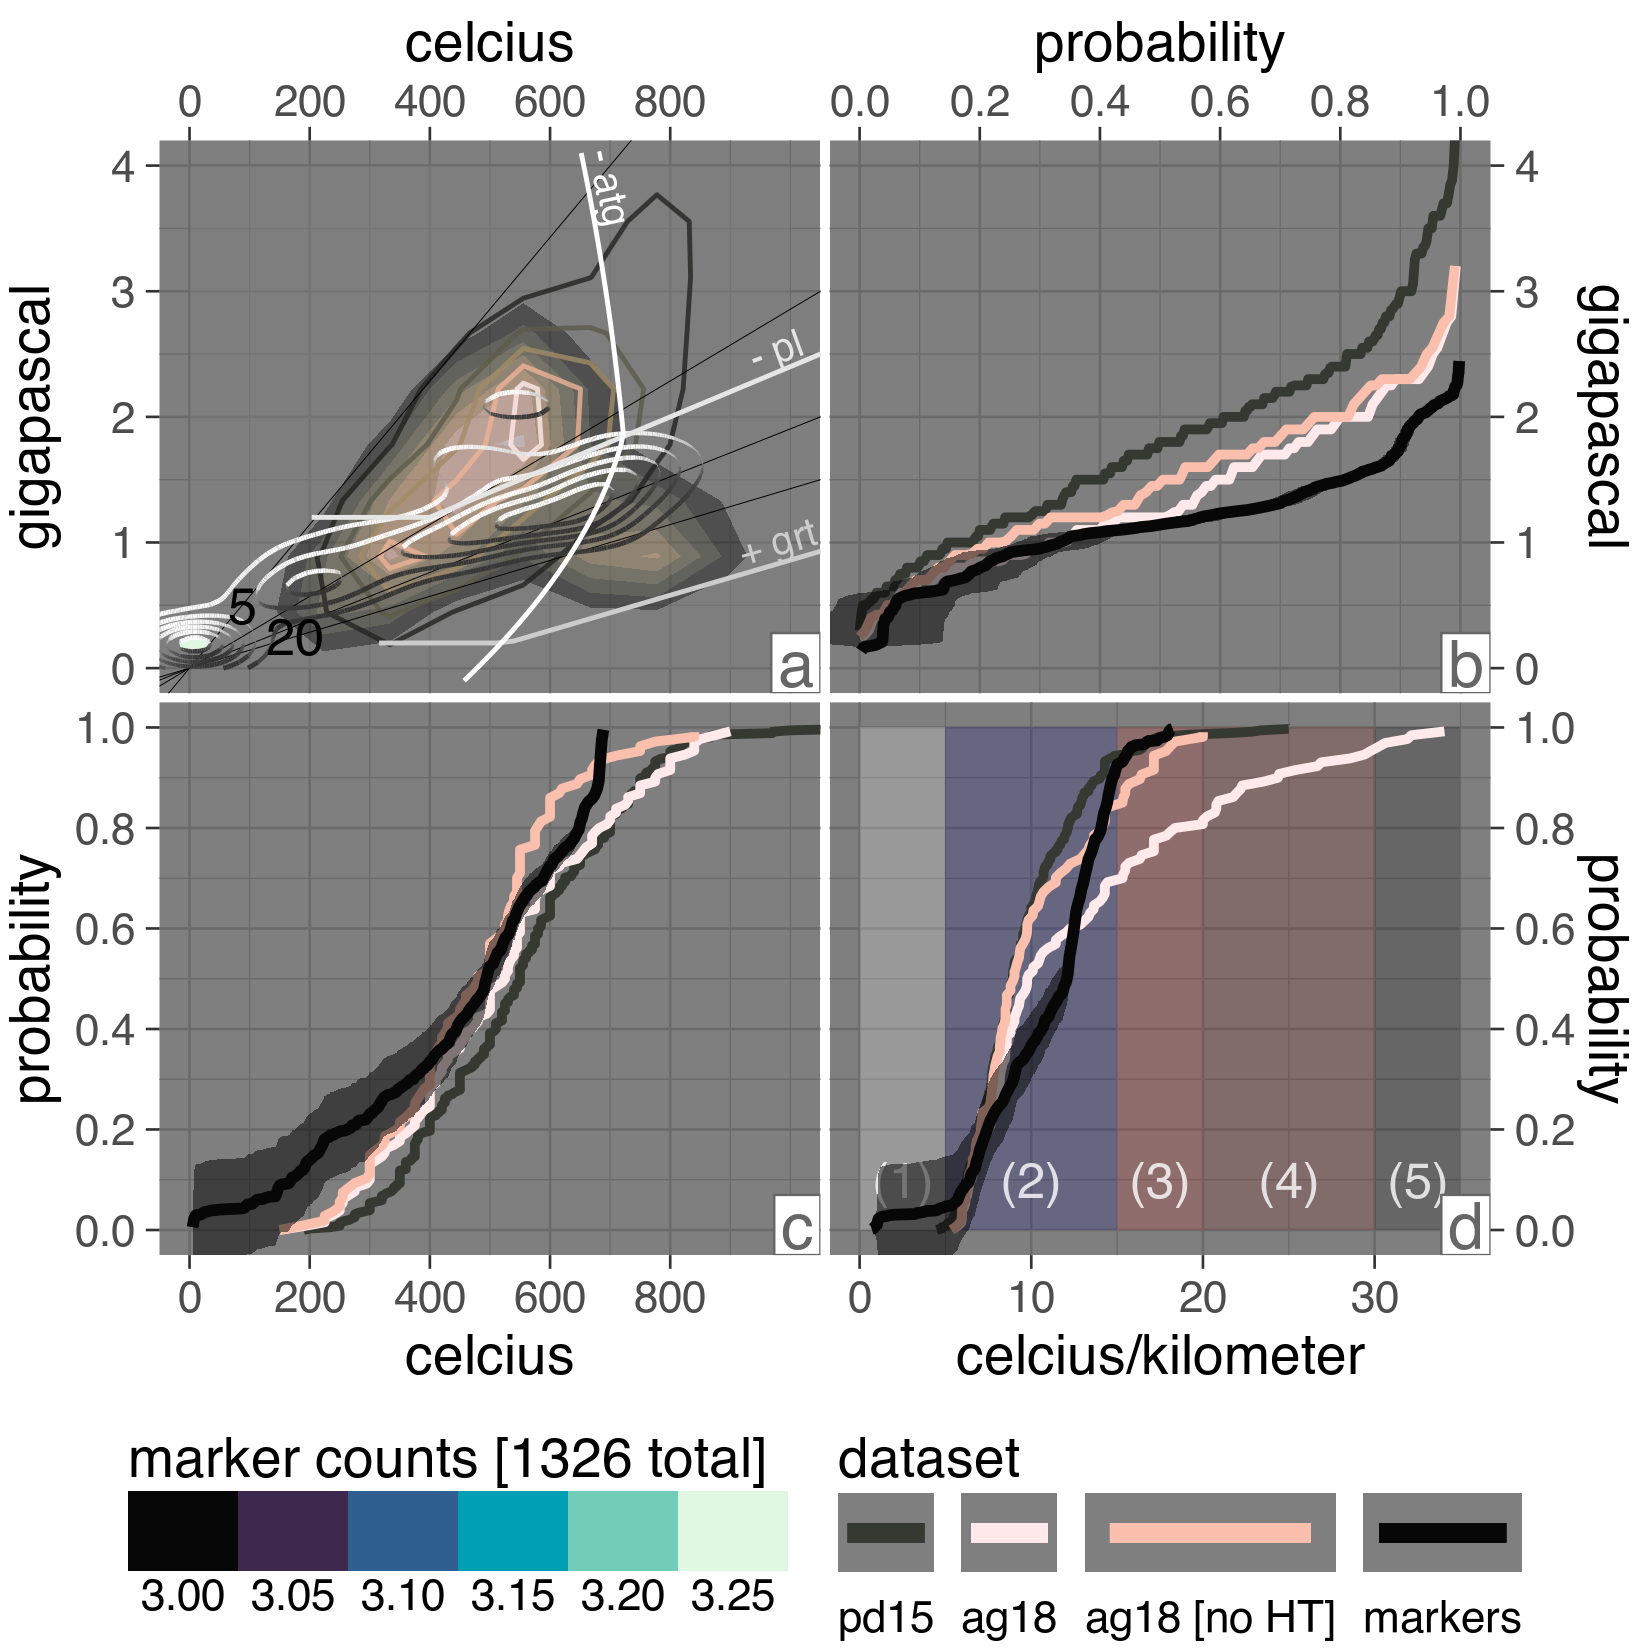 celcius
probability
0 200 400 600 800
0.0 0.2 0.4 0.6 0.8 1.0
gigapascal
4
3
2
1
0
- atg
- pl
+ grt
5
20
a
b
4
3
2
1
0
gigapascal
probability
1.0
0.8
0.6
0.4
0.2
0.0
c
(1) (2) (3) (4) (5)
d
1.0
0.8
0.6
0.4
0.2
0.0
probability
0 200 400 600 800
0 10 20 30
celcius
celcius/kilometer
marker counts [1326 total]
3.00 3.05 3.10 3.15 3.20 3.25
dataset
pd15 ag18 ag18 [no HT] markers